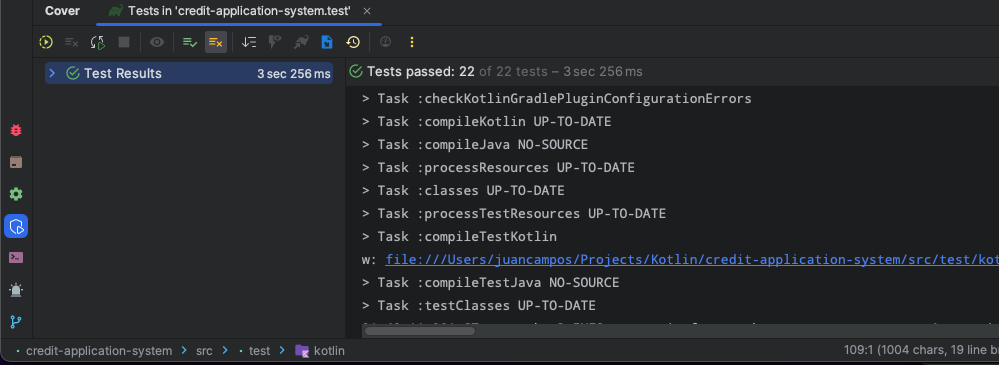 Cover Tests in 'credit-application-system.test'
Test Results 3 sec 256 ms
Tests passed: 22 of 22 tests – 3 sec 256 ms
> Task :checkKotlinGradlePluginConfigurationErrors
> Task :compileKotlin UP-TO-DATE
> Task :compileJava NO-SOURCE
> Task :processResources UP-TO-DATE
> Task :classes UP-TO-DATE
> Task :processTestResources UP-TO-DATE
> Task :compileTestKotlin
w: file:///Users/juancampos/Projects/Kotlin/credit-application-system/src/test/kot
> Task :compileTestJava NO-SOURCE
> Task :testClasses UP-TO-DATE
credit-application-system > src > test > kotlin 109:1 (1004 chars, 19 line br